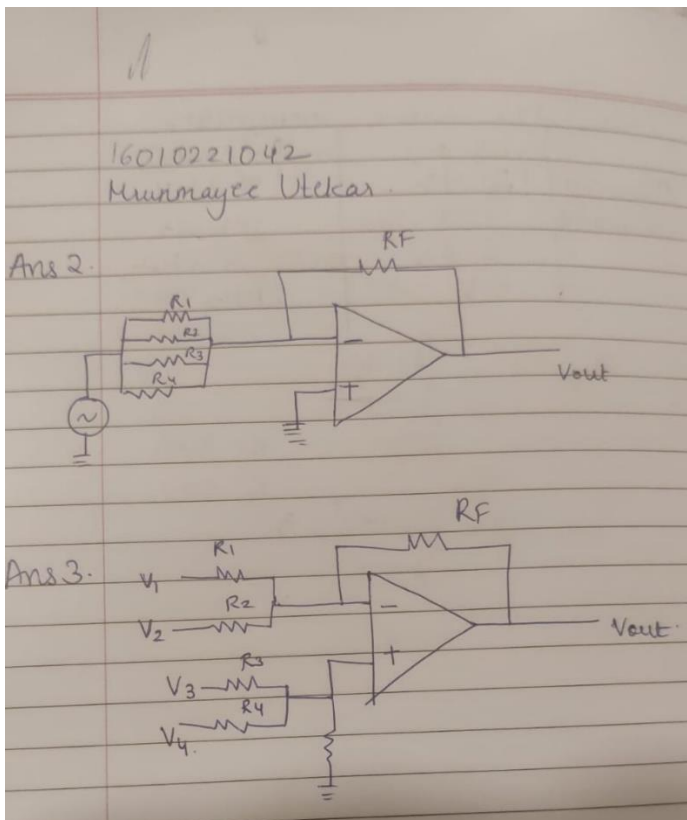 16010221042
Mrunmayee Utekar.
Ans 2.
RF
R1
R2
R3
R4
-
+
~
Vout
Ans 3.
RF
R1
V1
R2
V2
-
+
Vout.
R3
V3
R4
V4.